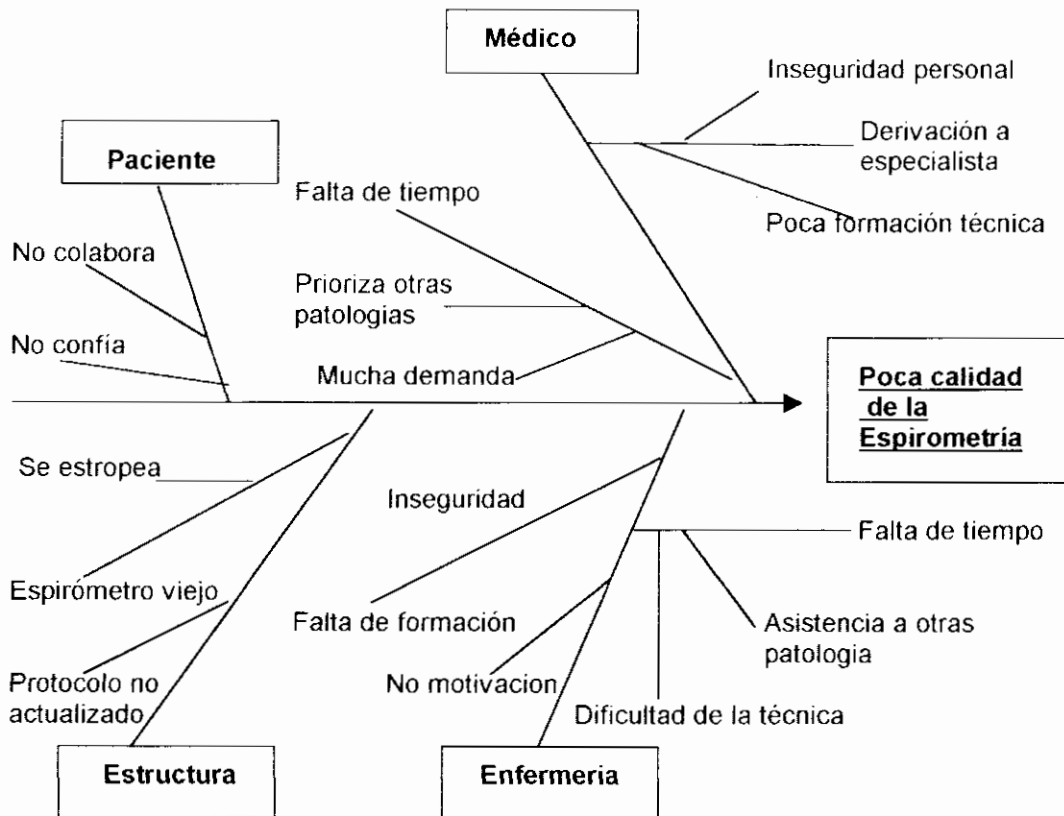 Médico
Inseguridad personal
Paciente
Derivación a
especialista
Falta de tiempo
Poca formación técnica
No colabora
Prioriza otras
patologias
No confía
Mucha demanda
Poca calidad
de la
Espirometría
Se estropea
Inseguridad
Falta de tiempo
Espirómetro viejo
Falta de formación
Asistencia a otras
patologia
Protocolo no
actualizado
No motivacion
Dificultad de la técnica
Estructura
Enfermeria